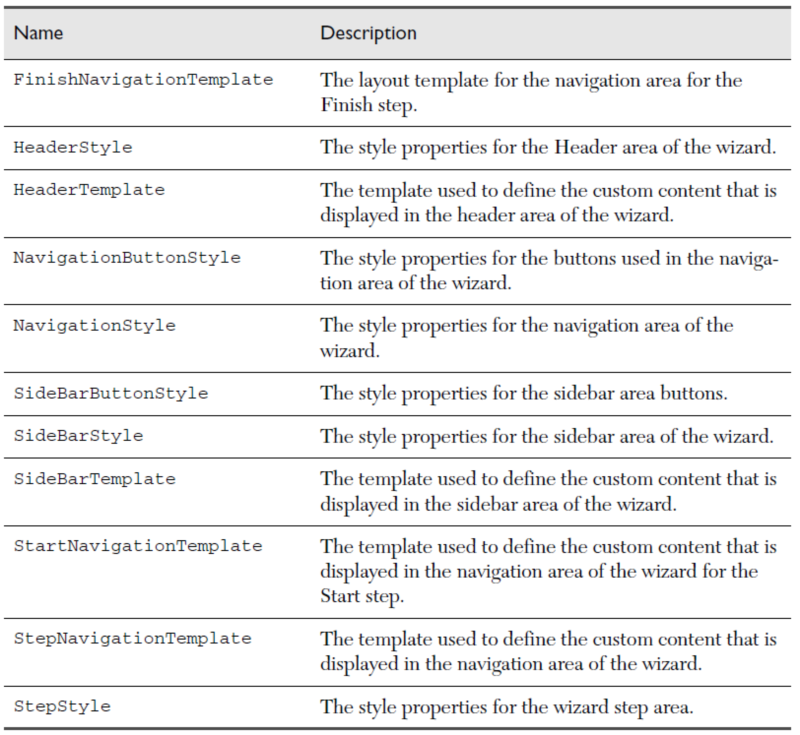 Name Description
FinishNavigationTemplate The layout template for the navigation area for the
Finish step.
HeaderStyle The style properties for the Header area of the wizard.
HeaderTemplate The template used to define the custom content that is
displayed in the header area of the wizard.
NavigationButtonStyle The style properties for the buttons used in the naviga-
tion area of the wizard.
NavigationStyle The style properties for the navigation area of the
wizard.
SideBarButtonStyle The style properties for the sidebar area buttons.
SideBarStyle The style properties for the sidebar area of the wizard.
SideBarTemplate The template used to define the custom content that is
displayed in the sidebar area of the wizard.
StartNavigationTemplate The template used to define the custom content that is
displayed in the navigation area of the wizard for the
Start step.
StepNavigationTemplate The template used to define the custom content that is
displayed in the navigation area of the wizard.
StepStyle The style properties for the wizard step area.